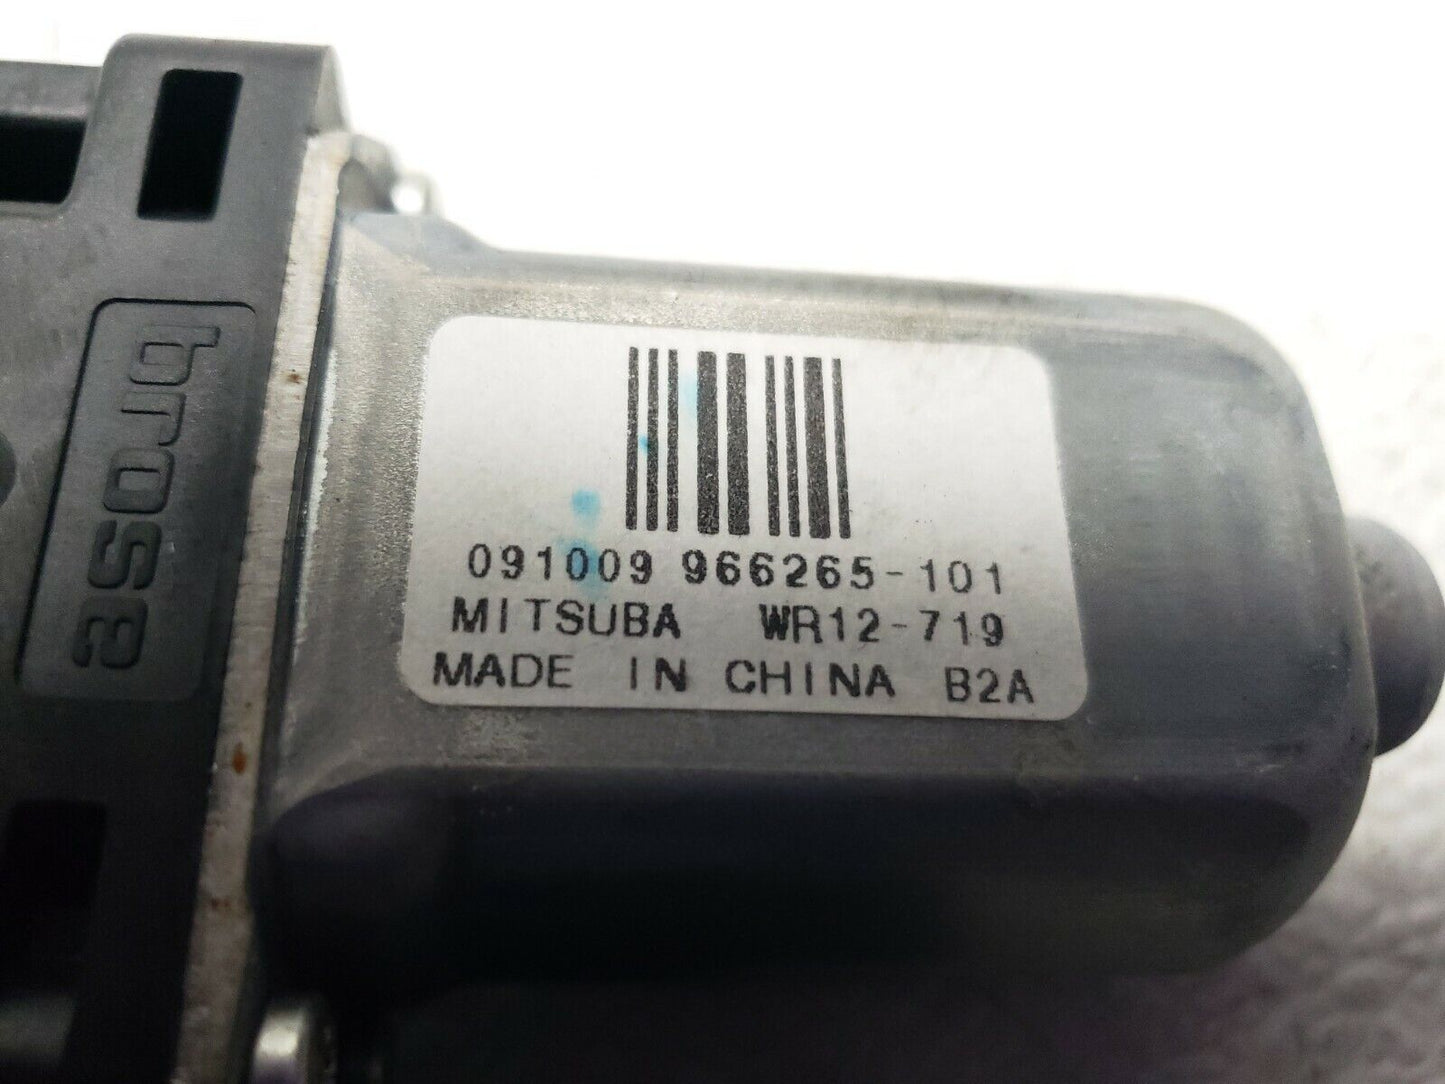 brose
091009 966265-101
MITSUBA WR12-719
MADE IN CHINA B2A